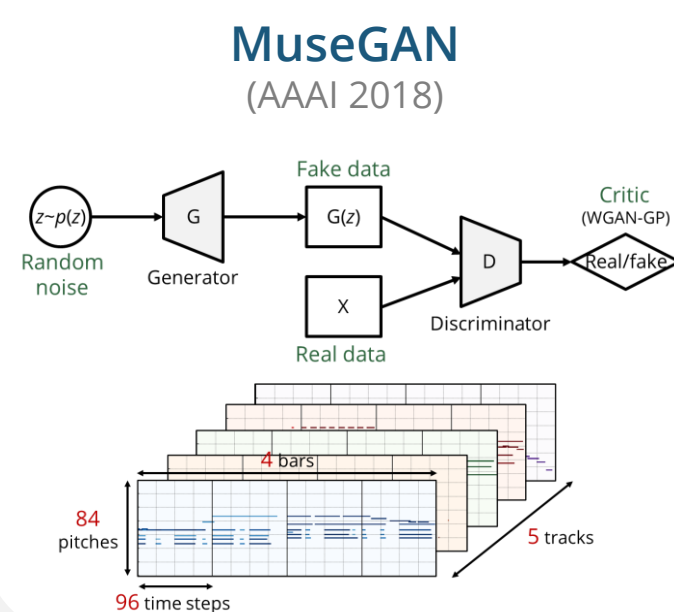 MuseGAN
(AAAI 2018)
Fake data
Critic
(WGAN-GP)
z~p(z)
G
G(z)
D
Real/fake
Random
noise
Generator
X
Discriminator
Real data
4 bars
84
pitches
5 tracks
96 time steps